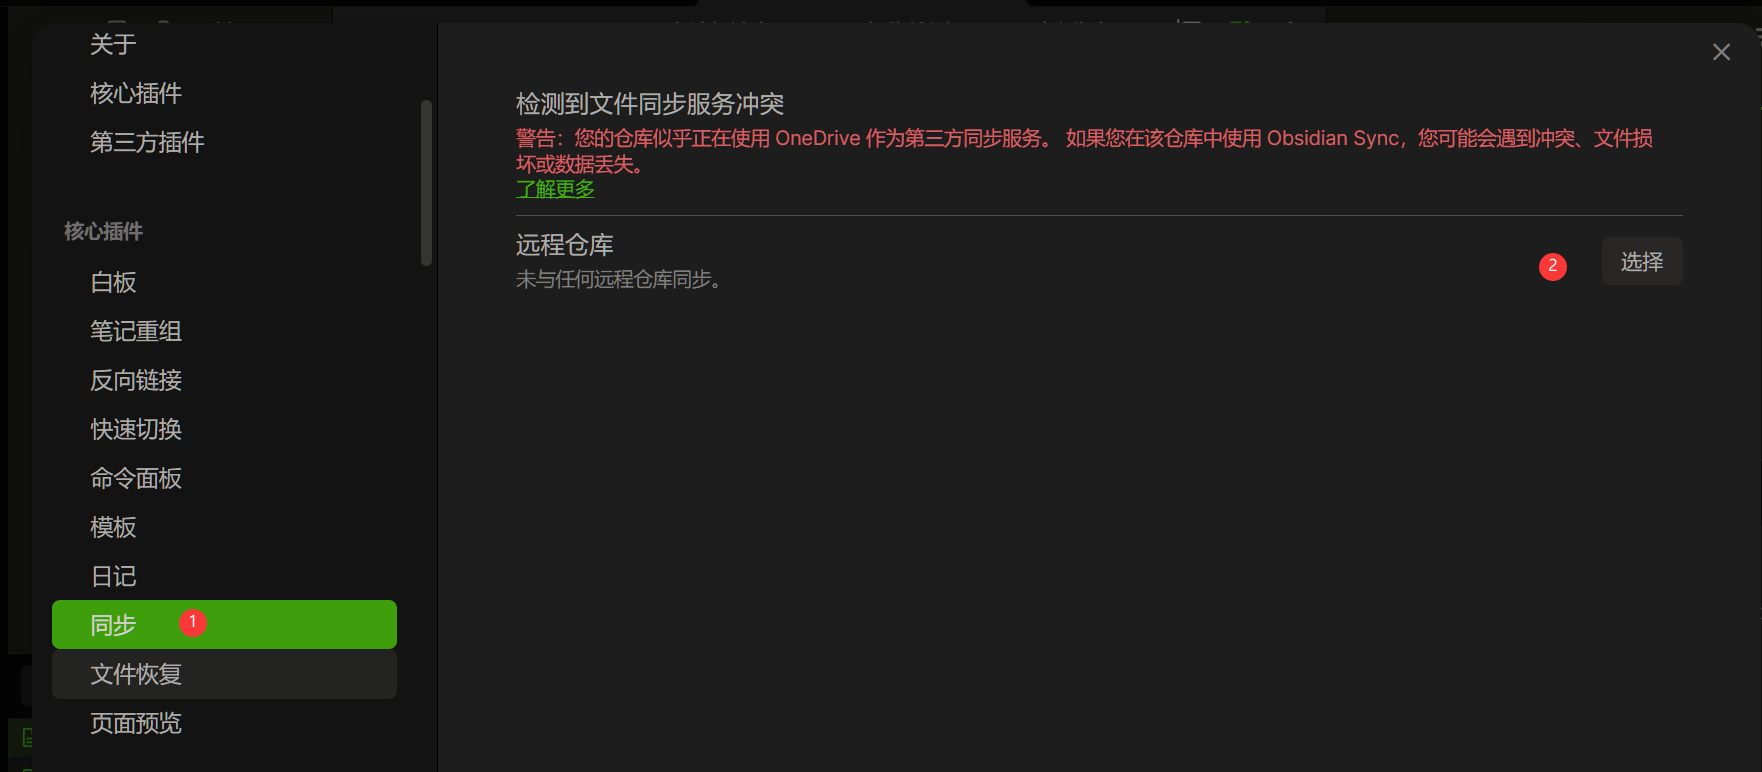 关于
核心插件
第三方插件
核心插件
白板
笔记重组
反向链接
快速切换
命令面板
模板
日记
同步 1
文件恢复
页面预览
检测到文件同步服务冲突
警告：您的仓库似乎正在使用 OneDrive 作为第三方同步服务。 如果您在该仓库中使用 Obsidian Sync，您可能会遇到冲突、文件损
坏或数据丢失。
了解更多
远程仓库
未与任何远程仓库同步。
2 选择